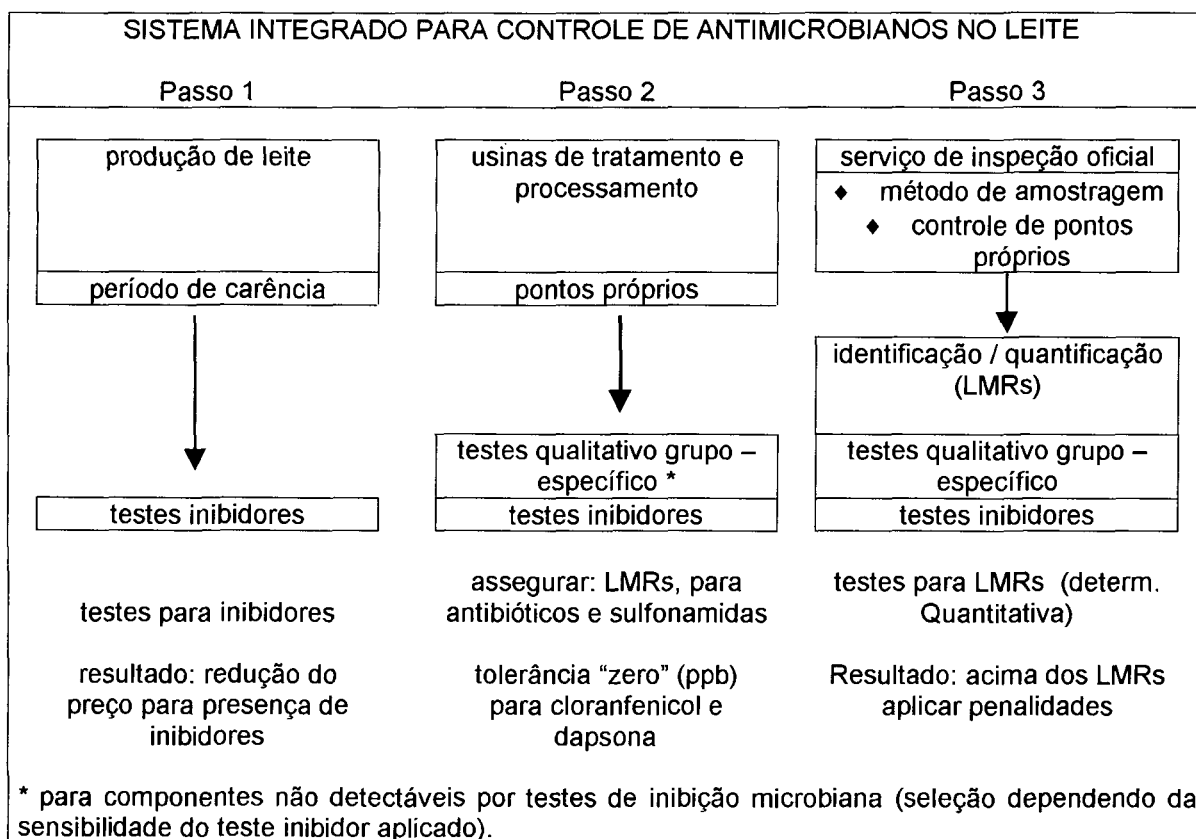 SISTEMA INTEGRADO PARA CONTROLE DE ANTIMICROBIANOS NO LEITE
Passo 1
Passo 2
Passo 3
produção de leite
período de carência
testes inibidores
testes para inibidores
resultado: redução do
preço para presença de
inibidores
usinas de tratamento e
processamento
pontos próprios
testes qualitativo grupo –
específico *
testes inibidores
assegurar: LMRs, para
antibióticos e sulfonamidas
tolerância “zero” (ppb)
para cloranfenicol e
dapsona
serviço de inspeção oficial
♦ método de amostragem
♦ controle de pontos
próprios
identificação / quantificação
(LMRs)
testes qualitativo grupo –
específico
testes inibidores
testes para LMRs (determ.
Quantitativa)
Resultado: acima dos LMRs
aplicar penalidades
* para componentes não detectáveis por testes de inibição microbiana (seleção dependendo da
sensibilidade do teste inibidor aplicado).